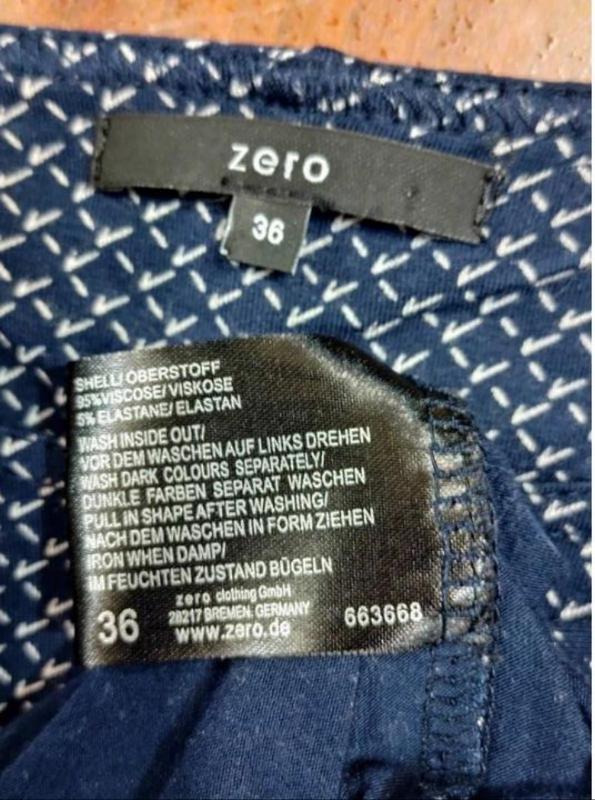 zero
36
SHELL/ OBERSTOFF
95%VISCOSE/ VISKOSE
5% ELASTANE/ ELASTAN
WASH INSIDE OUT/
VOR DEM WASCHEN AUF LINKS DREHEN
WASH DARK COLOURS SEPARATELY/
DUNKLE FARBEN SEPARAT WASCHEN
PULL IN SHAPE AFTER WASHING/
NACH DEM WASCHEN IN FORM ZIEHEN
IRON WHEN DAMP/
IM FEUCHTEN ZUSTAND BÜGELN
zero clothing GmbH
28217 BREMEN. GERMANY
www.zero.de
36
663668